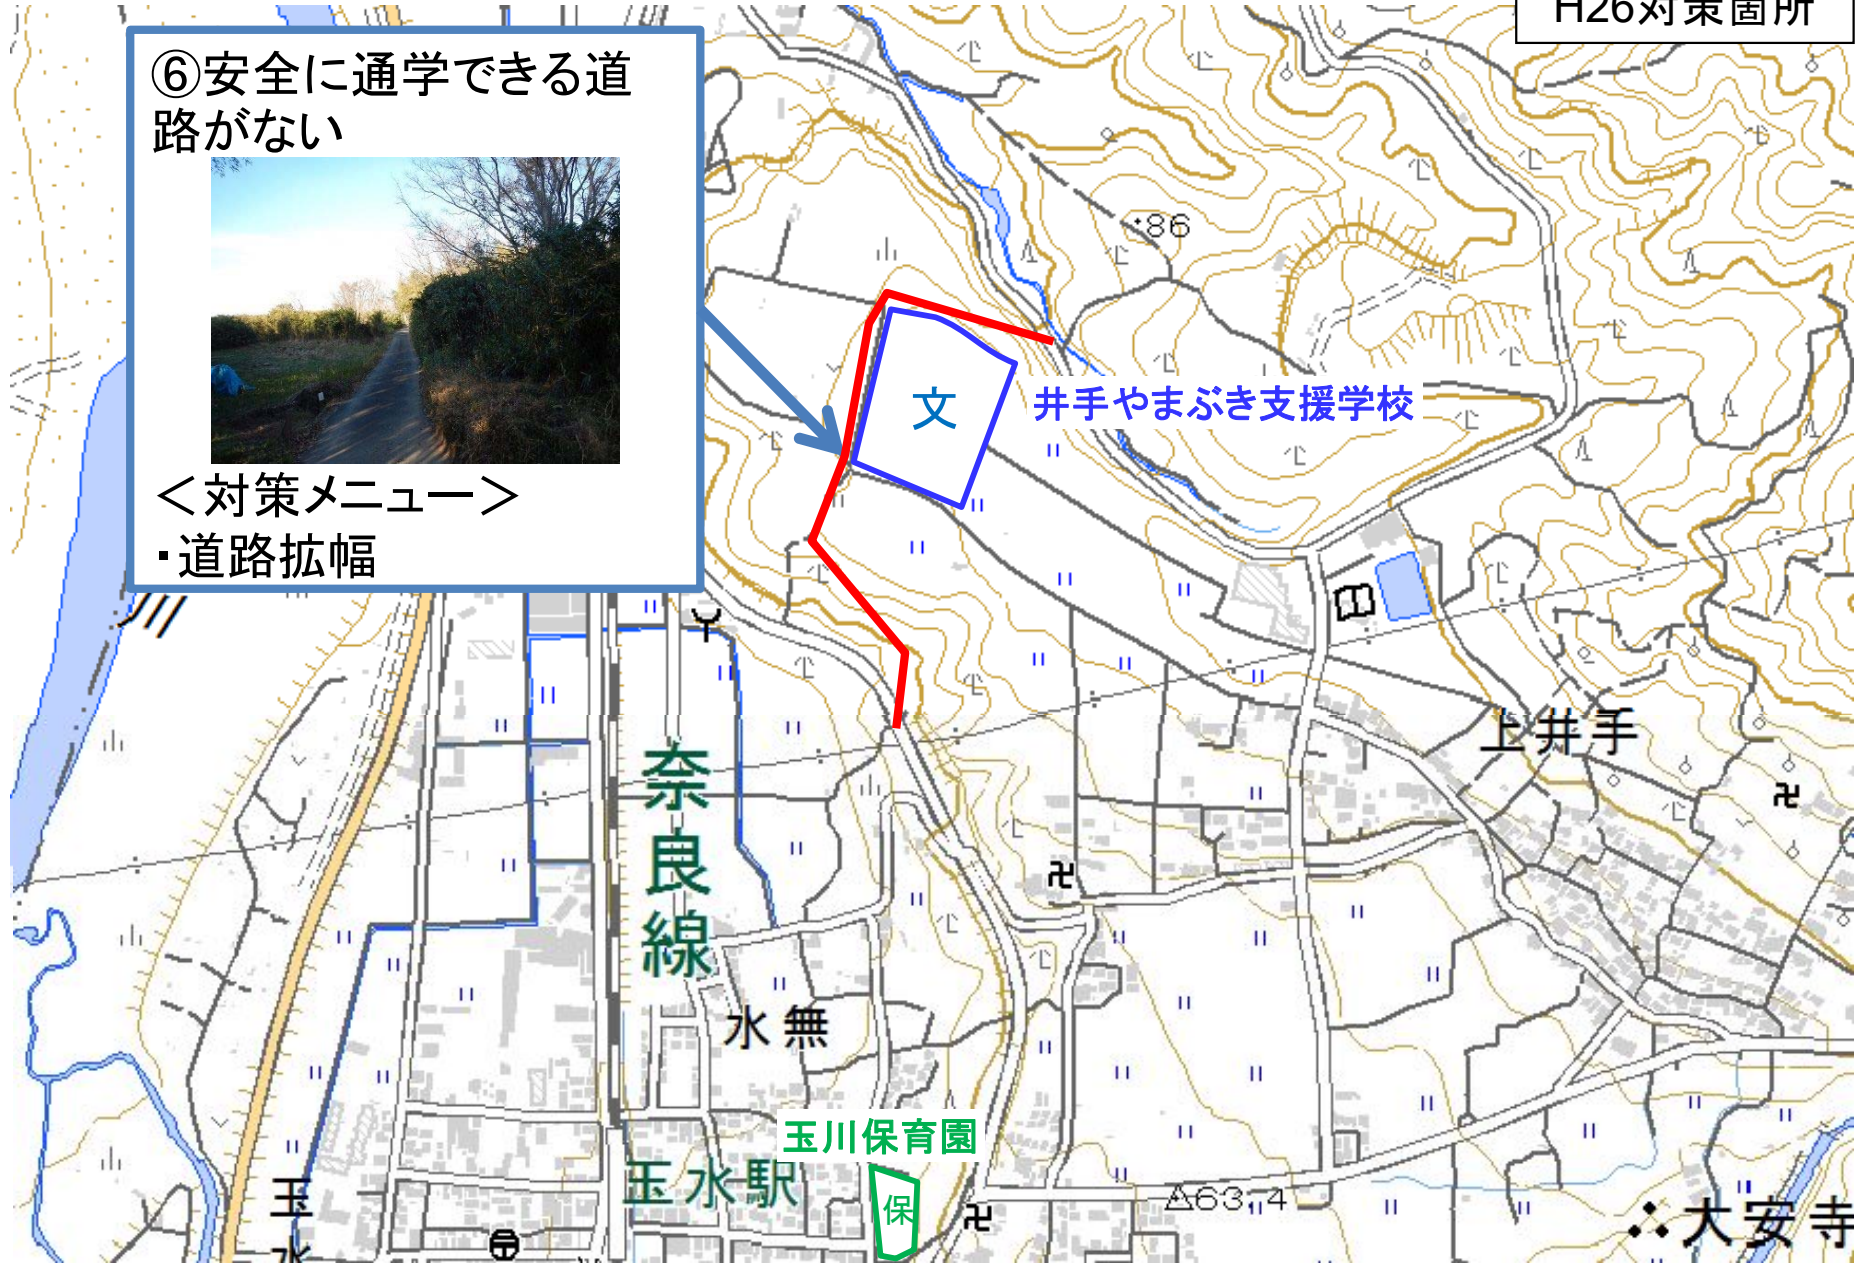 H26対策箇所
⑥安全に通学できる道
路がない
＜対策メニュー＞
・道路拡幅
・86
文
井手やまぶき支援学校
川
上井手
奈良線
水無
玉川保育園
玉水駅
保
63.4
玉水
大安寺